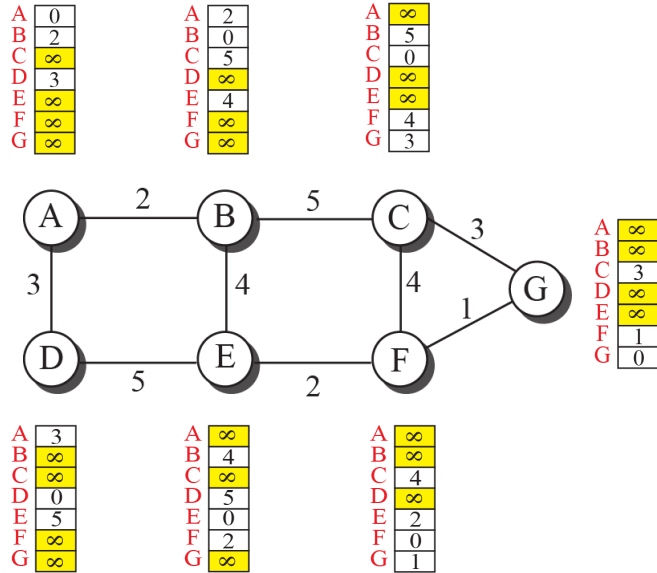 A 0
B 2
C ∞
D 3
E ∞
F ∞
G ∞
A 2
B 0
C 5
D ∞
E 4
F ∞
G ∞
A ∞
B 5
C 0
D ∞
E ∞
F 4
G 3
A 2 B 5 C
3
3 4 4 G
1
D 5 E 2 F
A ∞
B ∞
C 3
D ∞
E ∞
F 1
G 0
A 3
B ∞
C ∞
D 0
E 5
F ∞
G ∞
A ∞
B 4
C ∞
D 5
E 0
F 2
G ∞
A ∞
B ∞
C 4
D ∞
E 2
F 0
G 1